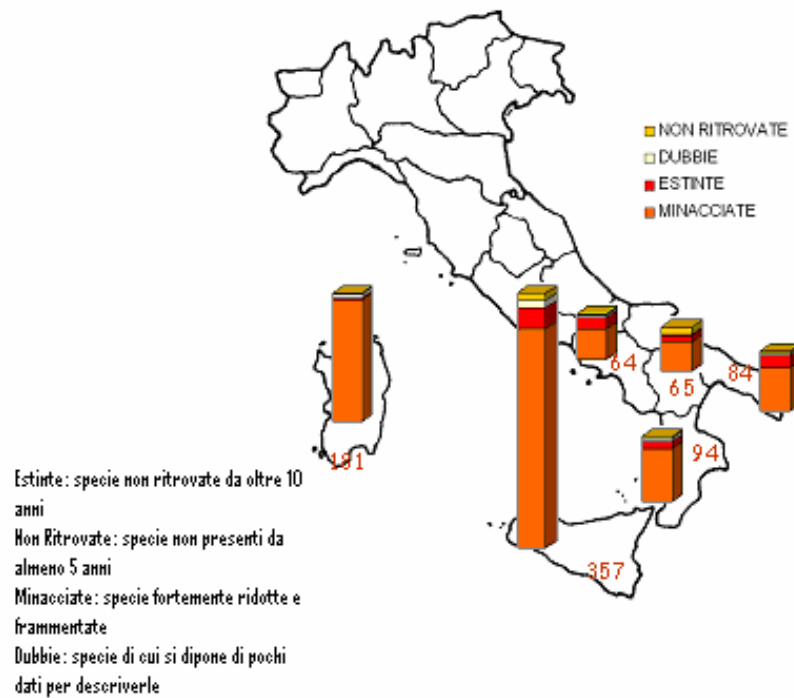 NON RITROVATE
DUBBIE
ESTINTE
MINACCIATE
64
65
84
94
181
357
Estinte: specie non ritrovate da oltre 10
anni
Non Ritrovate: specie non presenti da
almeno 5 anni
Minacciate: specie fortemente ridotte e
frammentate
Dubbie: specie di cui si dipone di pochi
dati per descriverle